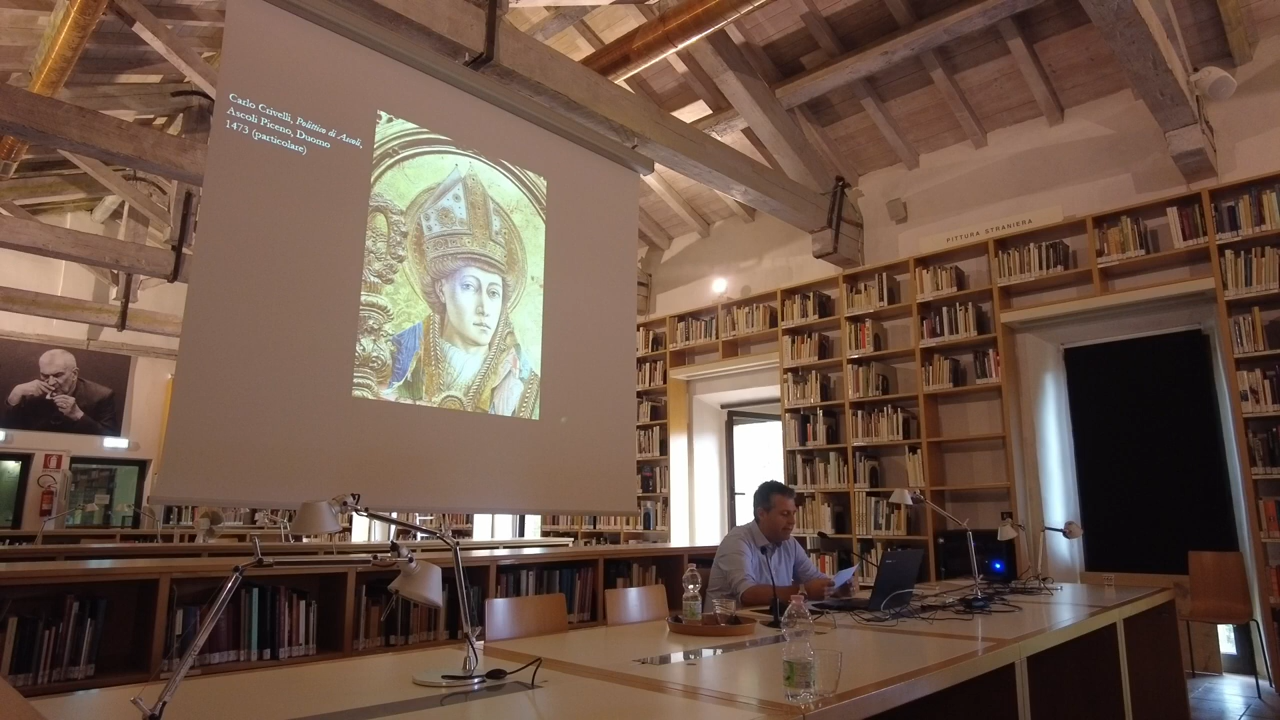 Carlo Crivelli, Polittico di Ascoli,
Ascoli Piceno, Duomo
1473 (particolare)
PITTURA STRANIERA